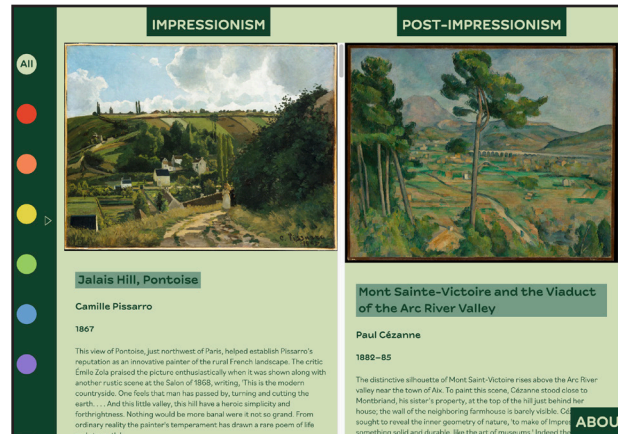 IMPRESSIONISM
POST-IMPRESSIONISM
All
Jalais Hill, Pontoise
Camille Pissarro
1867
This view of Pontoise, just northwest of Paris, helped establish Pissarro's
reputation as an innovative painter of the rural French landscape. The critic
Émile Zola praised the picture enthusiastically when it was shown along with
another rustic scene at the Salon of 1868, writing, 'This is the modern
countryside. One feels that man has passed by, turning and cutting the
earth. . . . And this little valley, this hill have a heroic simplicity and
forthrightness. Nothing would be more banal were it not so grand. From
ordinary reality the painter's temperament has drawn a rare poem of life
Mont Sainte-Victoire and the Viaduct
of the Arc River Valley
Paul Cézanne
1882–85
The distinctive silhouette of Mont Saint-Victoire rises above the Arc River
valley near the town of Aix. To paint this scene, Cézanne stood close to
Montbriand, his sister's property, at the top of the hill just behind her
house; the wall of the neighboring farmhouse is barely visible.
sought to reveal the inner geometry of nature, 'to make of
something solid and durable, like the art of museums.' Indeed
ABOU